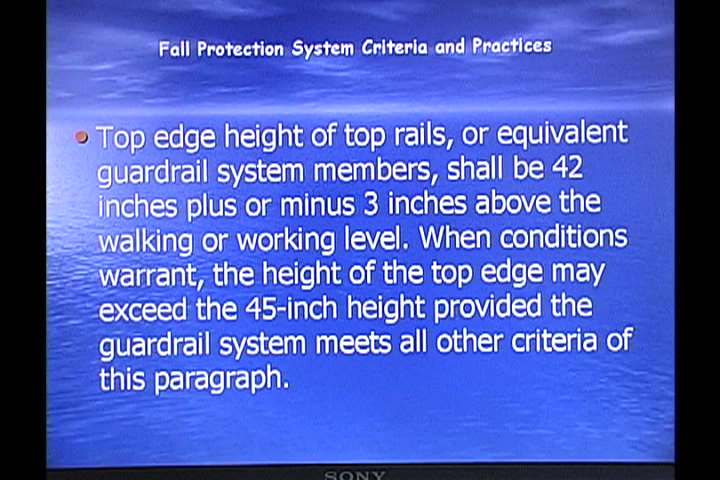 Fall Protection System Criteria and Practices
Top edge height of top rails, or equivalent
guardrail system members, shall be 42
inches plus or minus 3 inches above the
walking or working level. When conditions
warrant, the height of the top edge may
exceed the 45-inch height provided the
guardrail system meets all other criteria of
this paragraph.
SONY